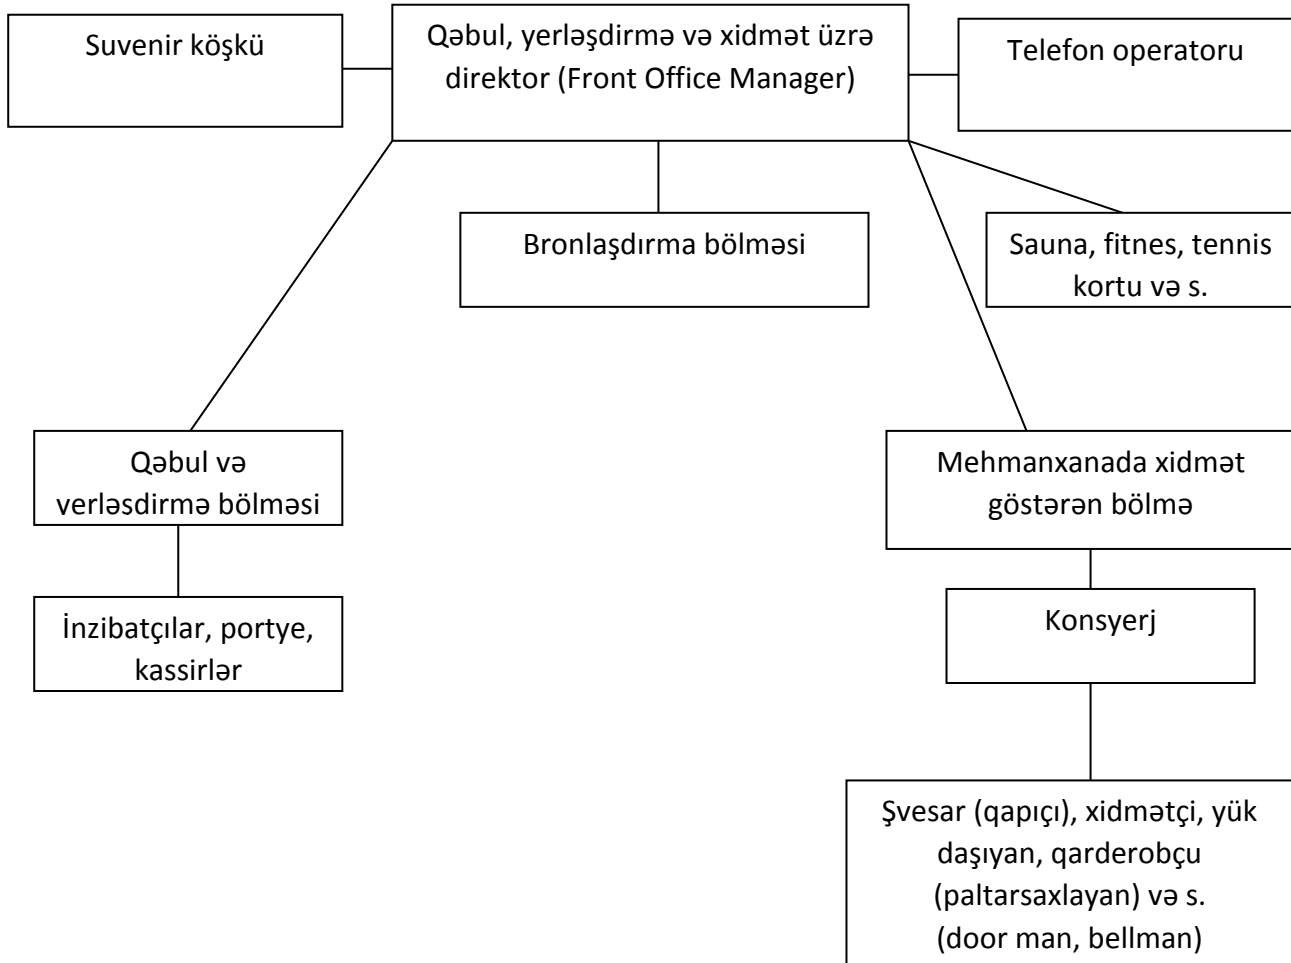 Suvenir köşkü
Qəbul, yerləşdirmə və xidmət üzrə
direktor (Front Office Manager)
Telefon operatoru
Bronlaşdırma bölməsi
Sauna, fitnes, tennis
kortu və s.
Qəbul və
verləsdirmə bölməsi
Mehmanxanada xidmət
göstərən bölmə
İnzibatçılar, portye,
kassirlər
Konsyerj
Şvesar (qapıçı), xidmətçi, yük
daşıyan, qarderobçu
(paltarsaxlayan) və s.
(door man, bellman)